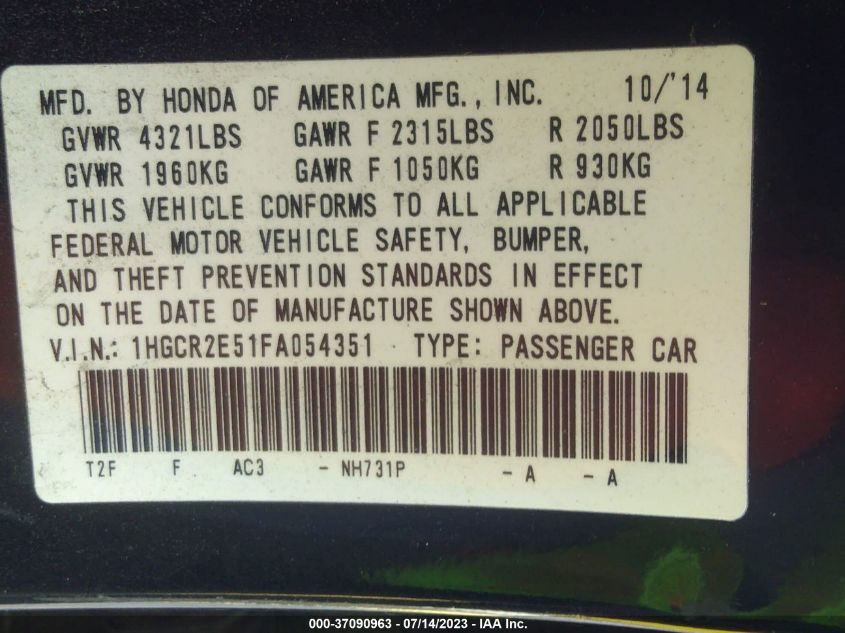 MFD. BY HONDA OF AMERICA MFG., INC. 10/'14
GVWR 4321LBS GAWR F 2315LBS R 2050LBS
GVWR 1960KG GAWR F 1050KG R 930KG
THIS VEHICLE CONFORMS TO ALL APPLICABLE
FEDERAL MOTOR VEHICLE SAFETY, BUMPER,
AND THEFT PREVENTION STANDARDS IN EFFECT
ON THE DATE OF MANUFACTURE SHOWN ABOVE.
V.I.N.: 1HGCR2E51FA054351 TYPE: PASSENGER CAR
T2F F AC3 - NH731P - A - A
000-37090963 - 07/14/2023 - IAA Inc.